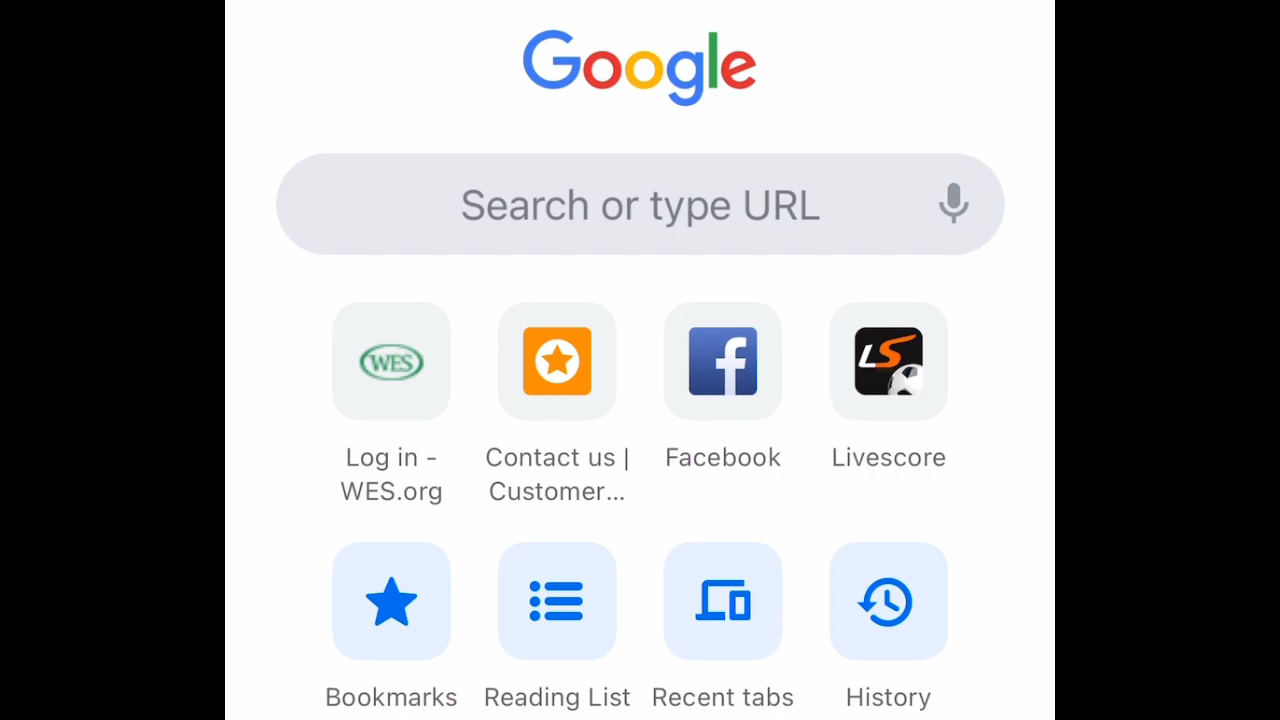 Google
Search or type URL
WES
LS
Log in -
WES.org
Contact us |
Customer...
Facebook
Livescore
Bookmarks
Reading List
Recent tabs
History